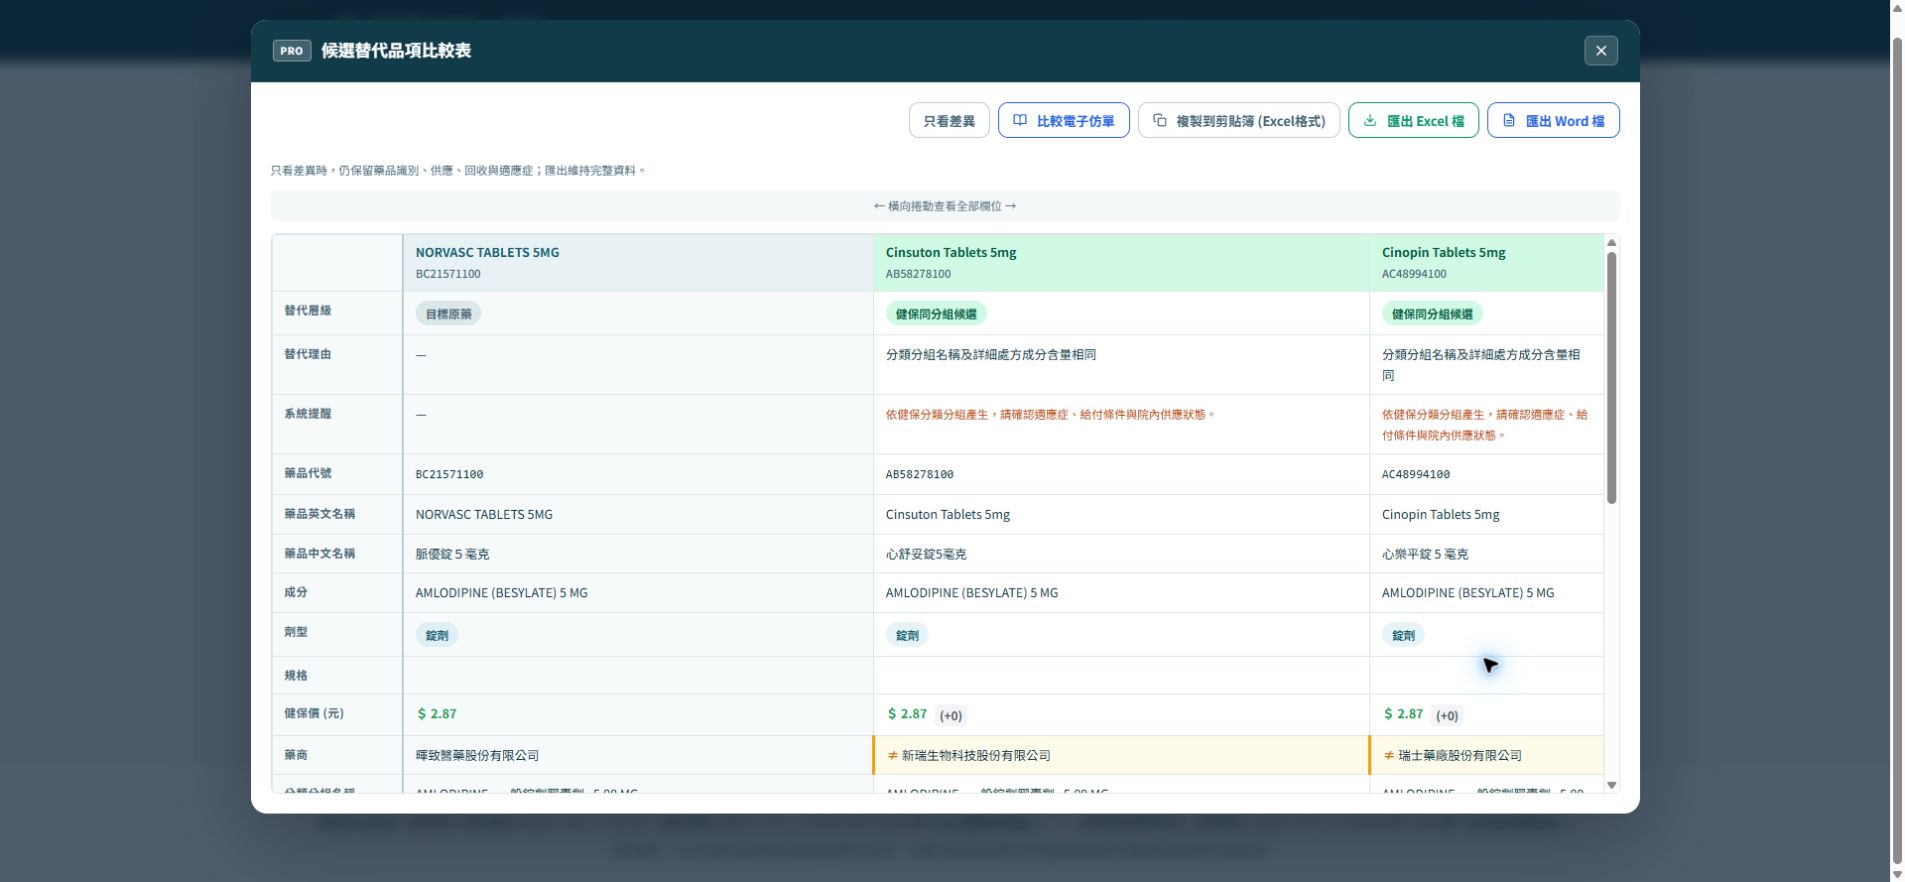 PRO 候選替代品項比較表
只看差異 比較電子仿單 複製到剪貼簿 (Excel格式) 匯出 Excel 檔 匯出 Word 檔
只看差異時，仍保留藥品識別、供應、回收與適應症；匯出維持完整資料。
← 橫向捲動查看全部欄位 →
NORVASC TABLETS 5MG Cinsuton Tablets 5mg Cinopin Tablets 5mg
BC21571100 AB58278100 AC48994100
替代層級 目標原藥 健保同分組候選 健保同分組候選
替代理由 — 分類分組名稱及詳細處方成分含量相同 分類分組名稱及詳細處方成分含量相
同
系統提醒 — 依健保分類分組產生，請確認適應症、給付條件與院內供應狀態。 依健保分類分組產生，請確認適應症、給
付條件與院內供應狀態。
藥品代號 BC21571100 AB58278100 AC48994100
藥品英文名稱 NORVASC TABLETS 5MG Cinsuton Tablets 5mg Cinopin Tablets 5mg
藥品中文名稱 脈優錠５毫克 心舒妥錠5毫克 心樂平錠 5 毫克
成分 AMLODIPINE (BESYLATE) 5 MG AMLODIPINE (BESYLATE) 5 MG AMLODIPINE (BESYLATE) 5 MG
劑型 錠劑 錠劑 錠劑
規格
健保價 (元) $ 2.87 $ 2.87 (+0) $ 2.87 (+0)
藥商 暉致醫藥股份有限公司 ≠ 新瑞生物科技股份有限公司 ≠ 瑞士藥廠股份有限公司
分類分組名稱 AMLODIPINE